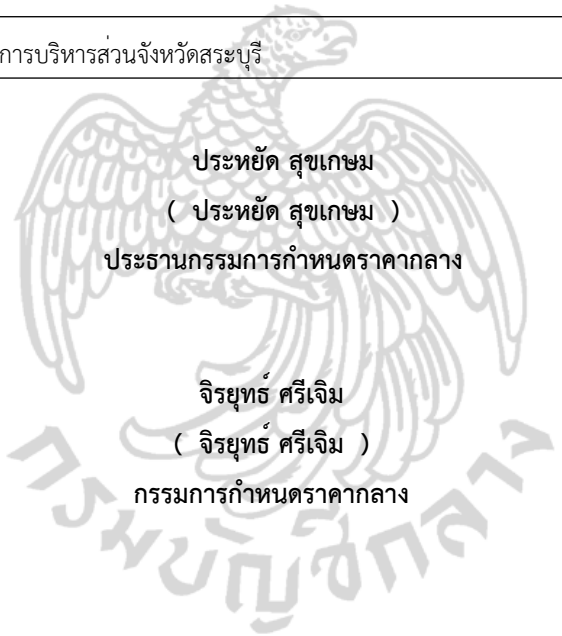 การบริหารส่วนจังหวัดสระบุรี
ประหยัด สุขเกษม
( ประหยัด สุขเกษม )
ประธานกรรมการกำหนดราคากลาง
จิรยุทธ์ ศรีเจิม
( จิรยุทธ์ ศรีเจิม )
กรรมการกำหนดราคากลาง
กรมบัญชีกลาง